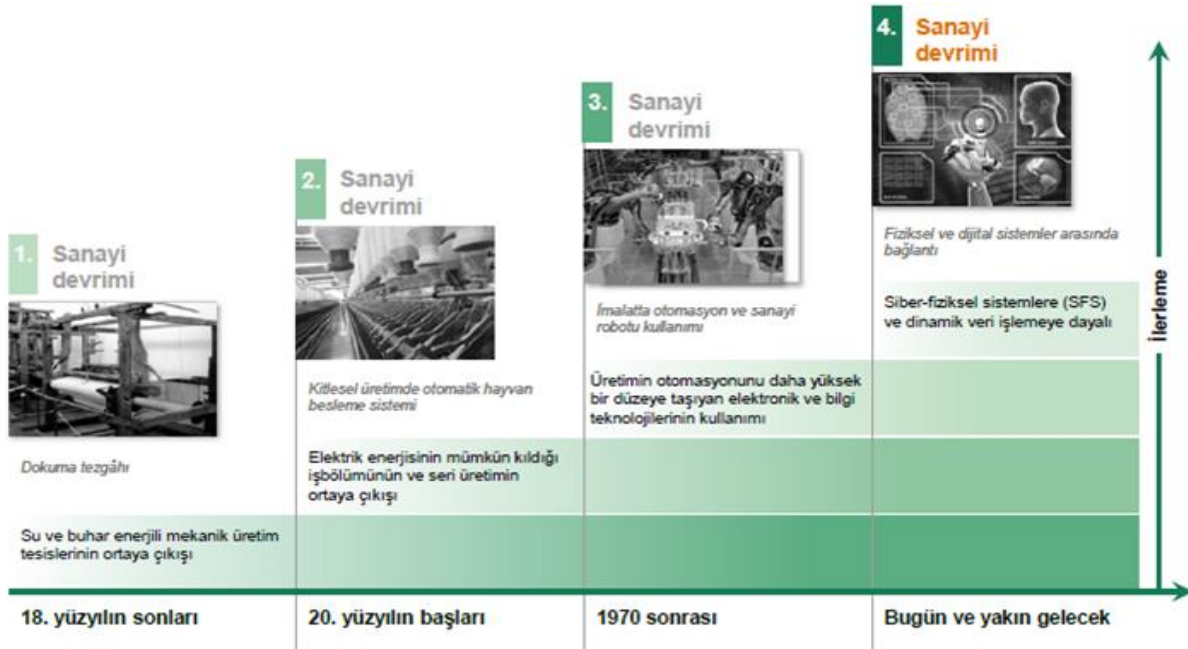 1. Sanayi
devrimi
Dokuma tezgâhı
Su ve buhar enerjili mekanik üretim
tesislerinin ortaya çıkışı
18. yüzyılın sonları
2. Sanayi
devrimi
Kitlesel üretimde otomatik hayvan
besleme sistemi
Elektrik enerjisinin mümkün kıldığı
işbölümünün ve seri üretimin
ortaya çıkışı
20. yüzyılın başları
3. Sanayi
devrimi
İmalatta otomasyon ve sanayi
robotu kullanımı
Üretimin otomasyonunu daha yüksek
bir düzeye taşıyan elektronik ve bilgi
teknolojilerinin kullanımı
1970 sonrası
4. Sanayi
devrimi
Fiziksel ve dijital sistemler arasında
bağlantı
Siber-fiziksel sistemlere (SFS)
ve dinamik veri işlemeye dayalı
Bugün ve yakın gelecek
İlerleme